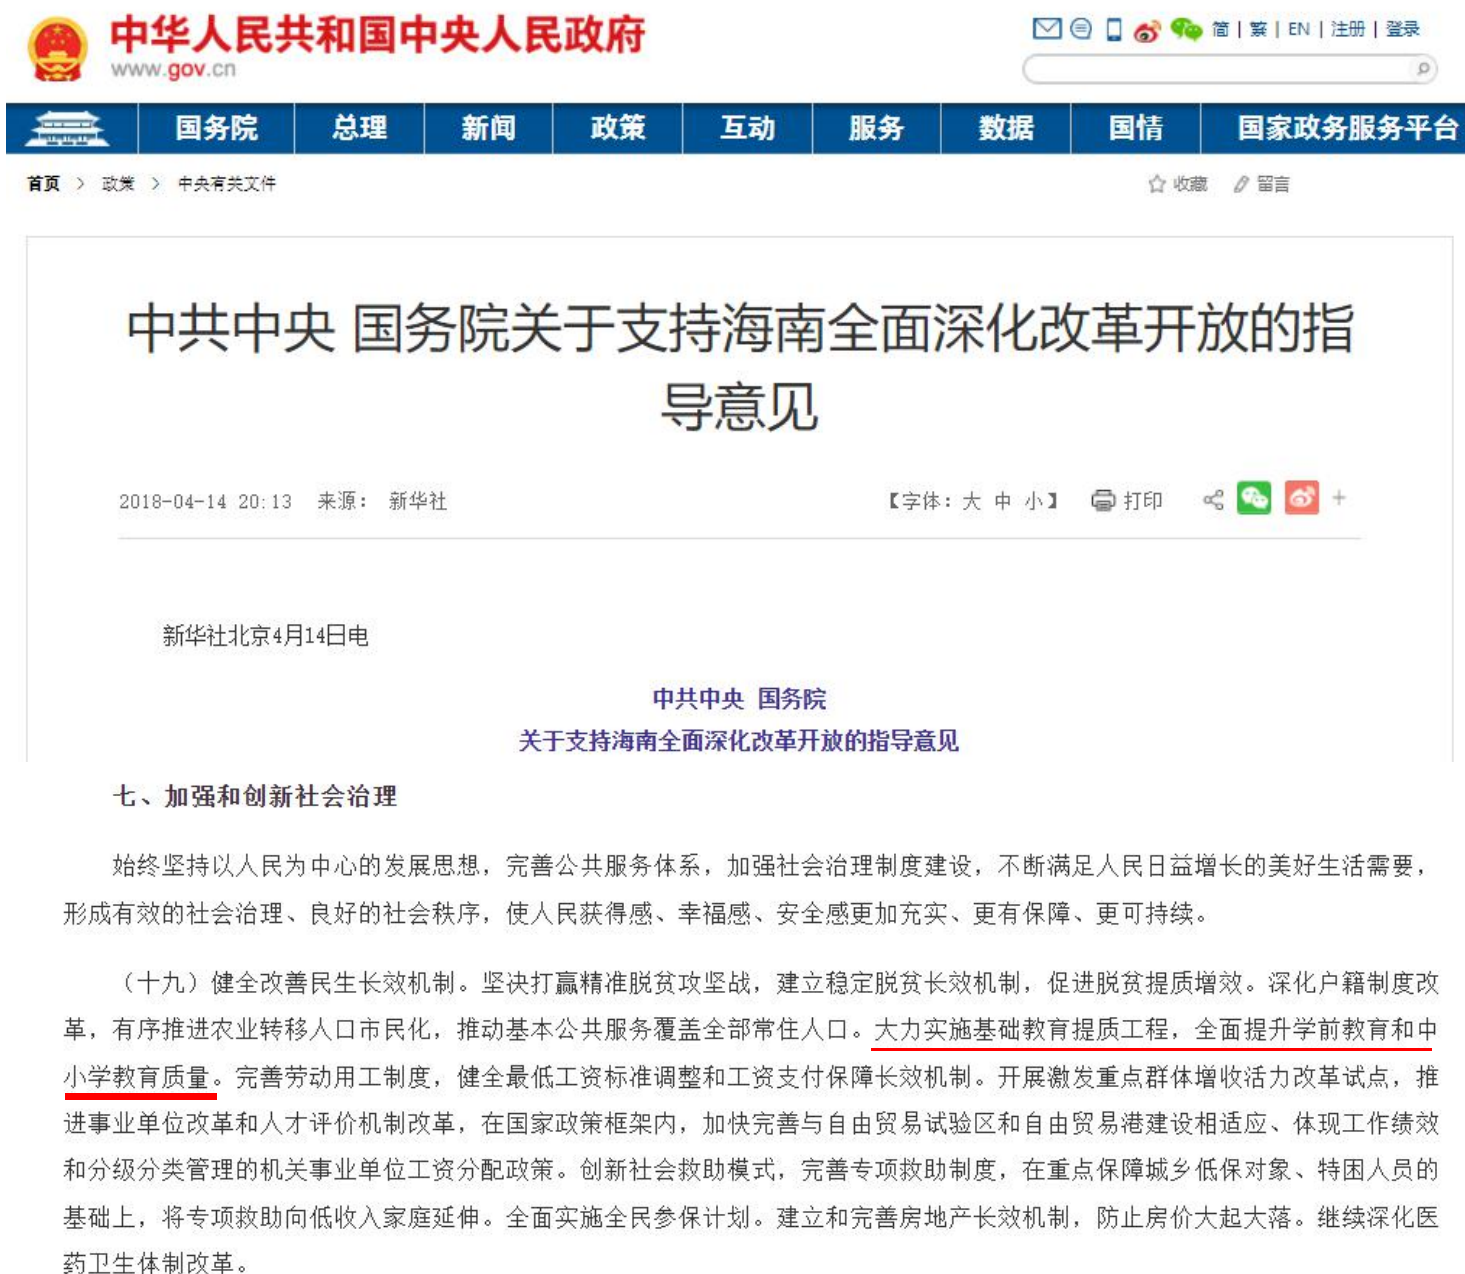 中华人民共和国中央人民政府
www.gov.cn
简 | 繁 | EN | 注册 | 登录
国务院 总理 新闻 政策 互动 服务 数据 国情 国家政务服务平台
首页 > 政策 > 中央有关文件
收藏 留言
中共中央 国务院关于支持海南全面深化改革开放的指
导意见
2018-04-14 20:13 来源： 新华社 【字体：大 中 小】 打印
新华社北京4月14日电
中共中央 国务院
关于支持海南全面深化改革开放的指导意见
七、加强和创新社会治理
始终坚持以人民为中心的发展思想，完善公共服务体系，加强社会治理制度建设，不断满足人民日益增长的美好生活需要，
形成有效的社会治理、良好的社会秩序，使人民获得感、幸福感、安全感更加充实、更有保障、更可持续。
（十九）健全改善民生长效机制。坚决打赢精准脱贫攻坚战，建立稳定脱贫长效机制，促进脱贫提质增效。深化户籍制度改
革，有序推进农业转移人口市民化，推动基本公共服务覆盖全部常住人口。大力实施基础教育提质工程，全面提升学前教育和中
小学教育质量。完善劳动用工制度，健全最低工资标准调整和工资支付保障长效机制。开展激发重点群体增收活力改革试点，推
进事业单位改革和人才评价机制改革，在国家政策框架内，加快完善与自由贸易试验区和自由贸易港建设相适应、体现工作绩效
和分级分类管理的机关事业单位工资分配政策。创新社会救助模式，完善专项救助制度，在重点保障城乡低保对象、特困人员的
基础上，将专项救助向低收入家庭延伸。全面实施全民参保计划。建立和完善房地产长效机制，防止房价大起大落。继续深化医
药卫生体制改革。